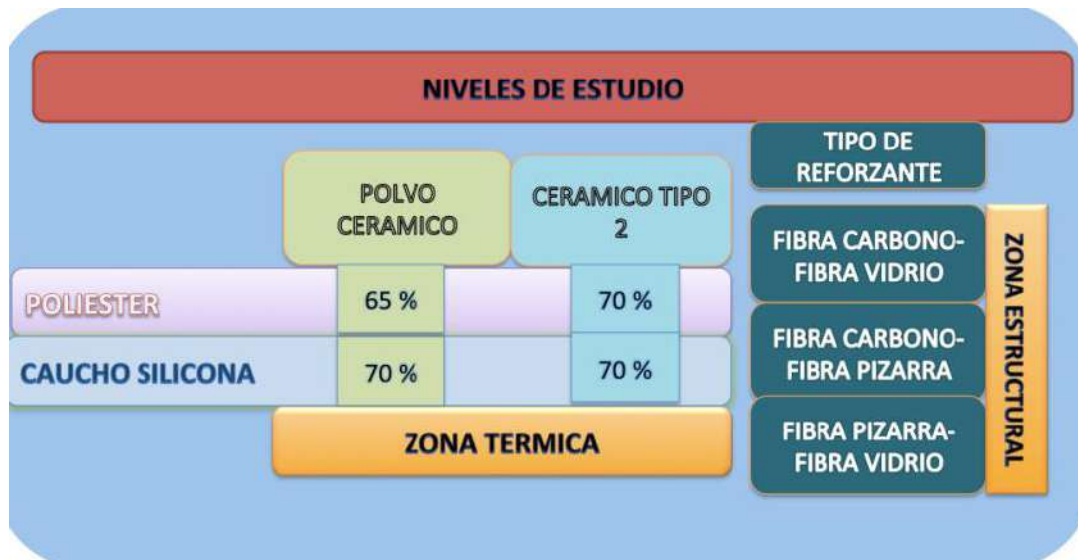 NIVELES DE ESTUDIO
TIPO DE
REFORZANTE
POLVO
CERAMICO
CERAMICO TIPO
2
FIBRA CARBONO-
FIBRA VIDRIO
POLIESTER
65 %
70 %
FIBRA CARBONO-
FIBRA PIZARRA
CAUCHO SILICONA
70 %
70 %
ZONA TERMICA
FIBRA PIZARRA-
FIBRA VIDRIO
ZONA ESTRUCTURAL